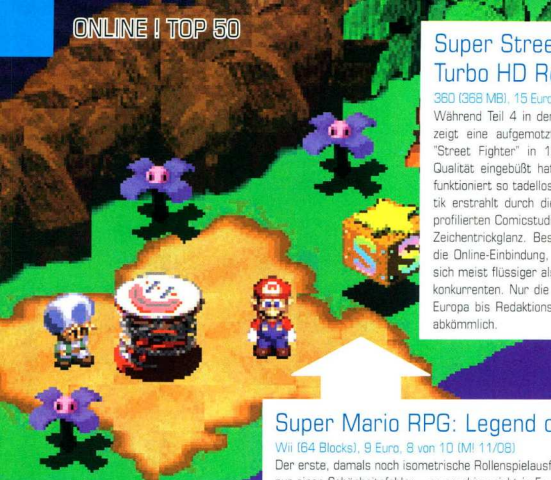 ONLINE ! TOP 50
Super Stree
Turbo HD R
360 (368 MB), 15 Euro
Während Teil 4 in der
zeigt eine aufgemotz
"Street Fighter" in 1
Qualität eingebüßt hat
funktioniert so tadellos
tik erstrahlt durch die
profilierten Comicstud
Zeichentrickglanz. Bes
die Online-Einbindung,
sich meist flüssiger al
konkurrenten. Nur die
Europa bis Redaktions
abkömmlich.
S
Super Mario RPG: Legend o
Wii (64 Blocks), 9 Euro, 8 von 10 (M! 11/08)
Der erste, damals noch isometrische Rollenspielausf